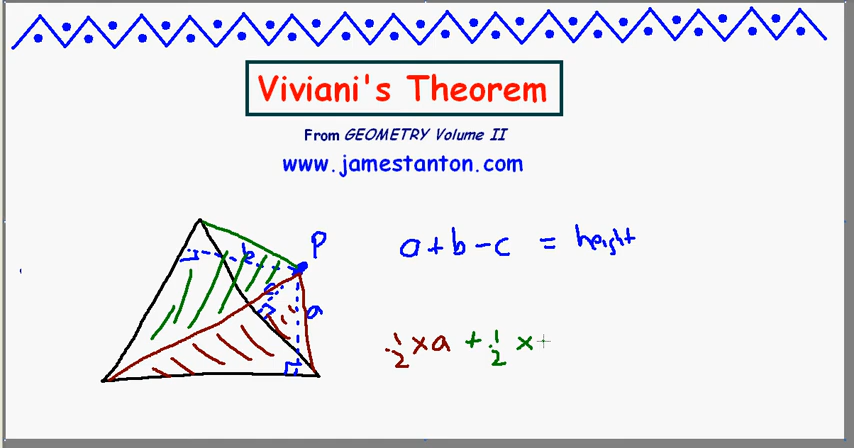 Viviani's Theorem
From GEOMETRY Volume II
www.jamestanton.com
P
a + b - c = height
b
c
a
1/2 x a + 1/2 x